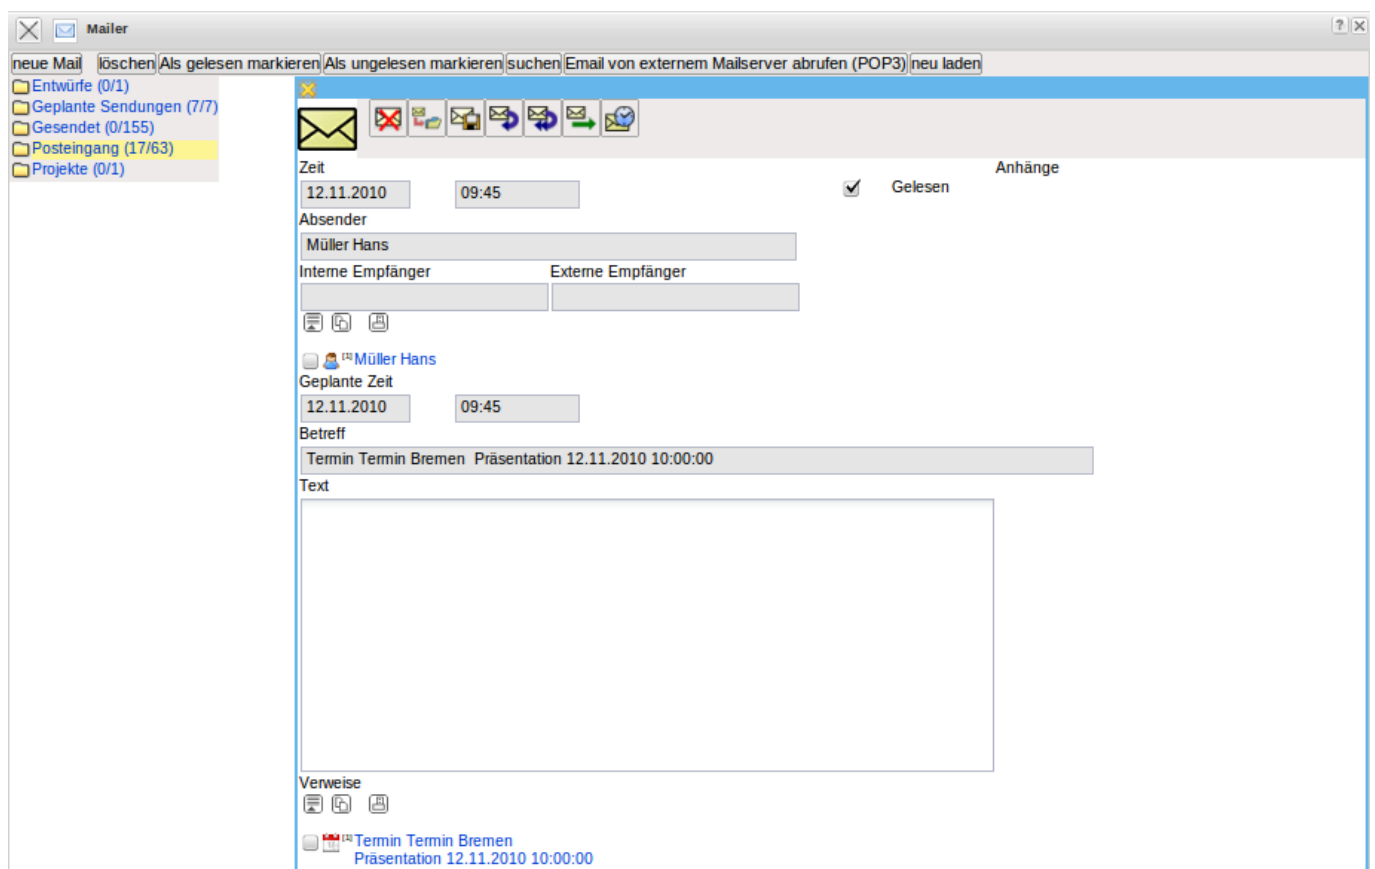 Mailer
? X
neue Mail löschen Als gelesen markieren Als ungelesen markieren suchen Email von externem Mailserver abrufen (POP3) neu laden
Entwürfe (0/1)
Geplante Sendungen (7/7)
Gesendet (0/155)
Posteingang (17/63)
Projekte (0/1)
Zeit
Anhänge
12.11.2010 09:45
Gelesen
Absender
Müller Hans
Interne Empfänger Externe Empfänger
[1] Müller Hans
Geplante Zeit
12.11.2010 09:45
Betreff
Termin Termin Bremen Präsentation 12.11.2010 10:00:00
Text
Verweise
[1] Termin Termin Bremen
Präsentation 12.11.2010 10:00:00